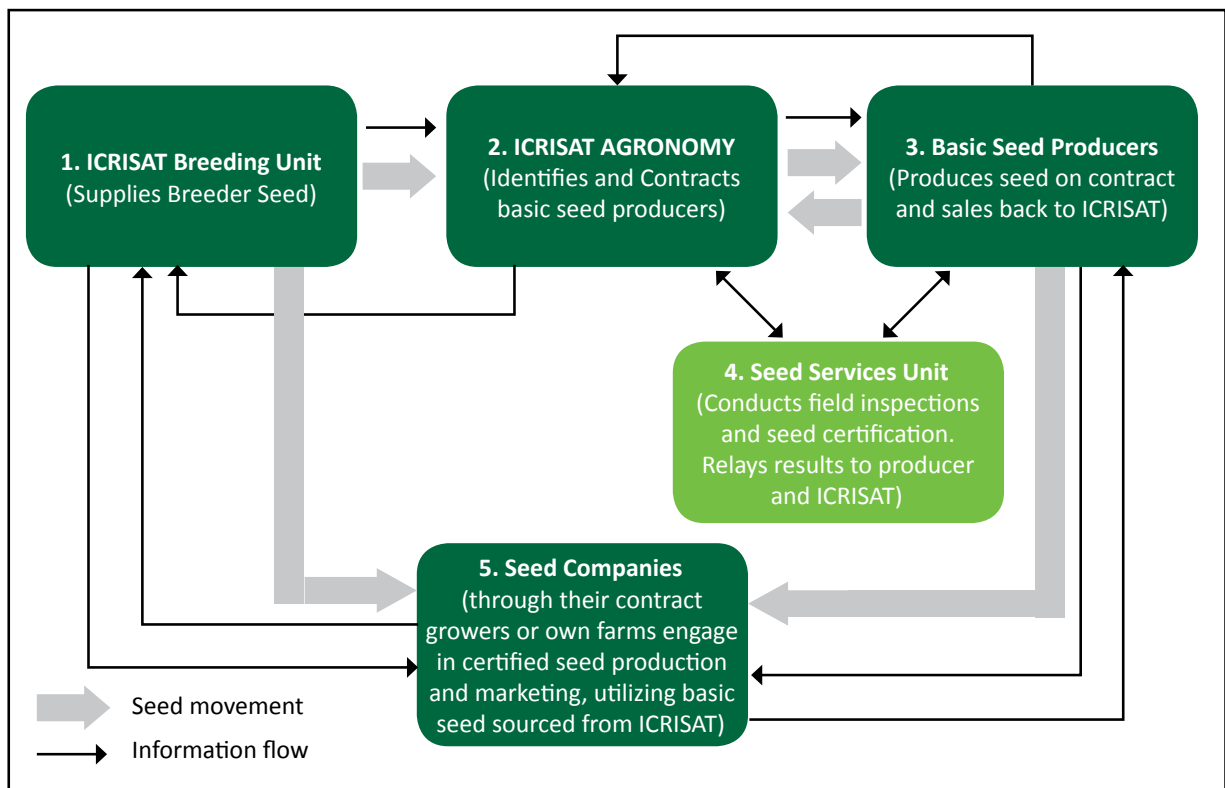 1. ICRISAT Breeding Unit
(Supplies Breeder Seed)
2. ICRISAT AGRONOMY
(Identifies and Contracts
basic seed producers)
3. Basic Seed Producers
(Produces seed on contract
and sales back to ICRISAT)
4. Seed Services Unit
(Conducts field inspections
and seed certification.
Relays results to producer
and ICRISAT)
5. Seed Companies
(through their contract
growers or own farms engage
in certified seed production
and marketing, utilizing basic
seed sourced from ICRISAT)
Seed movement
Information flow